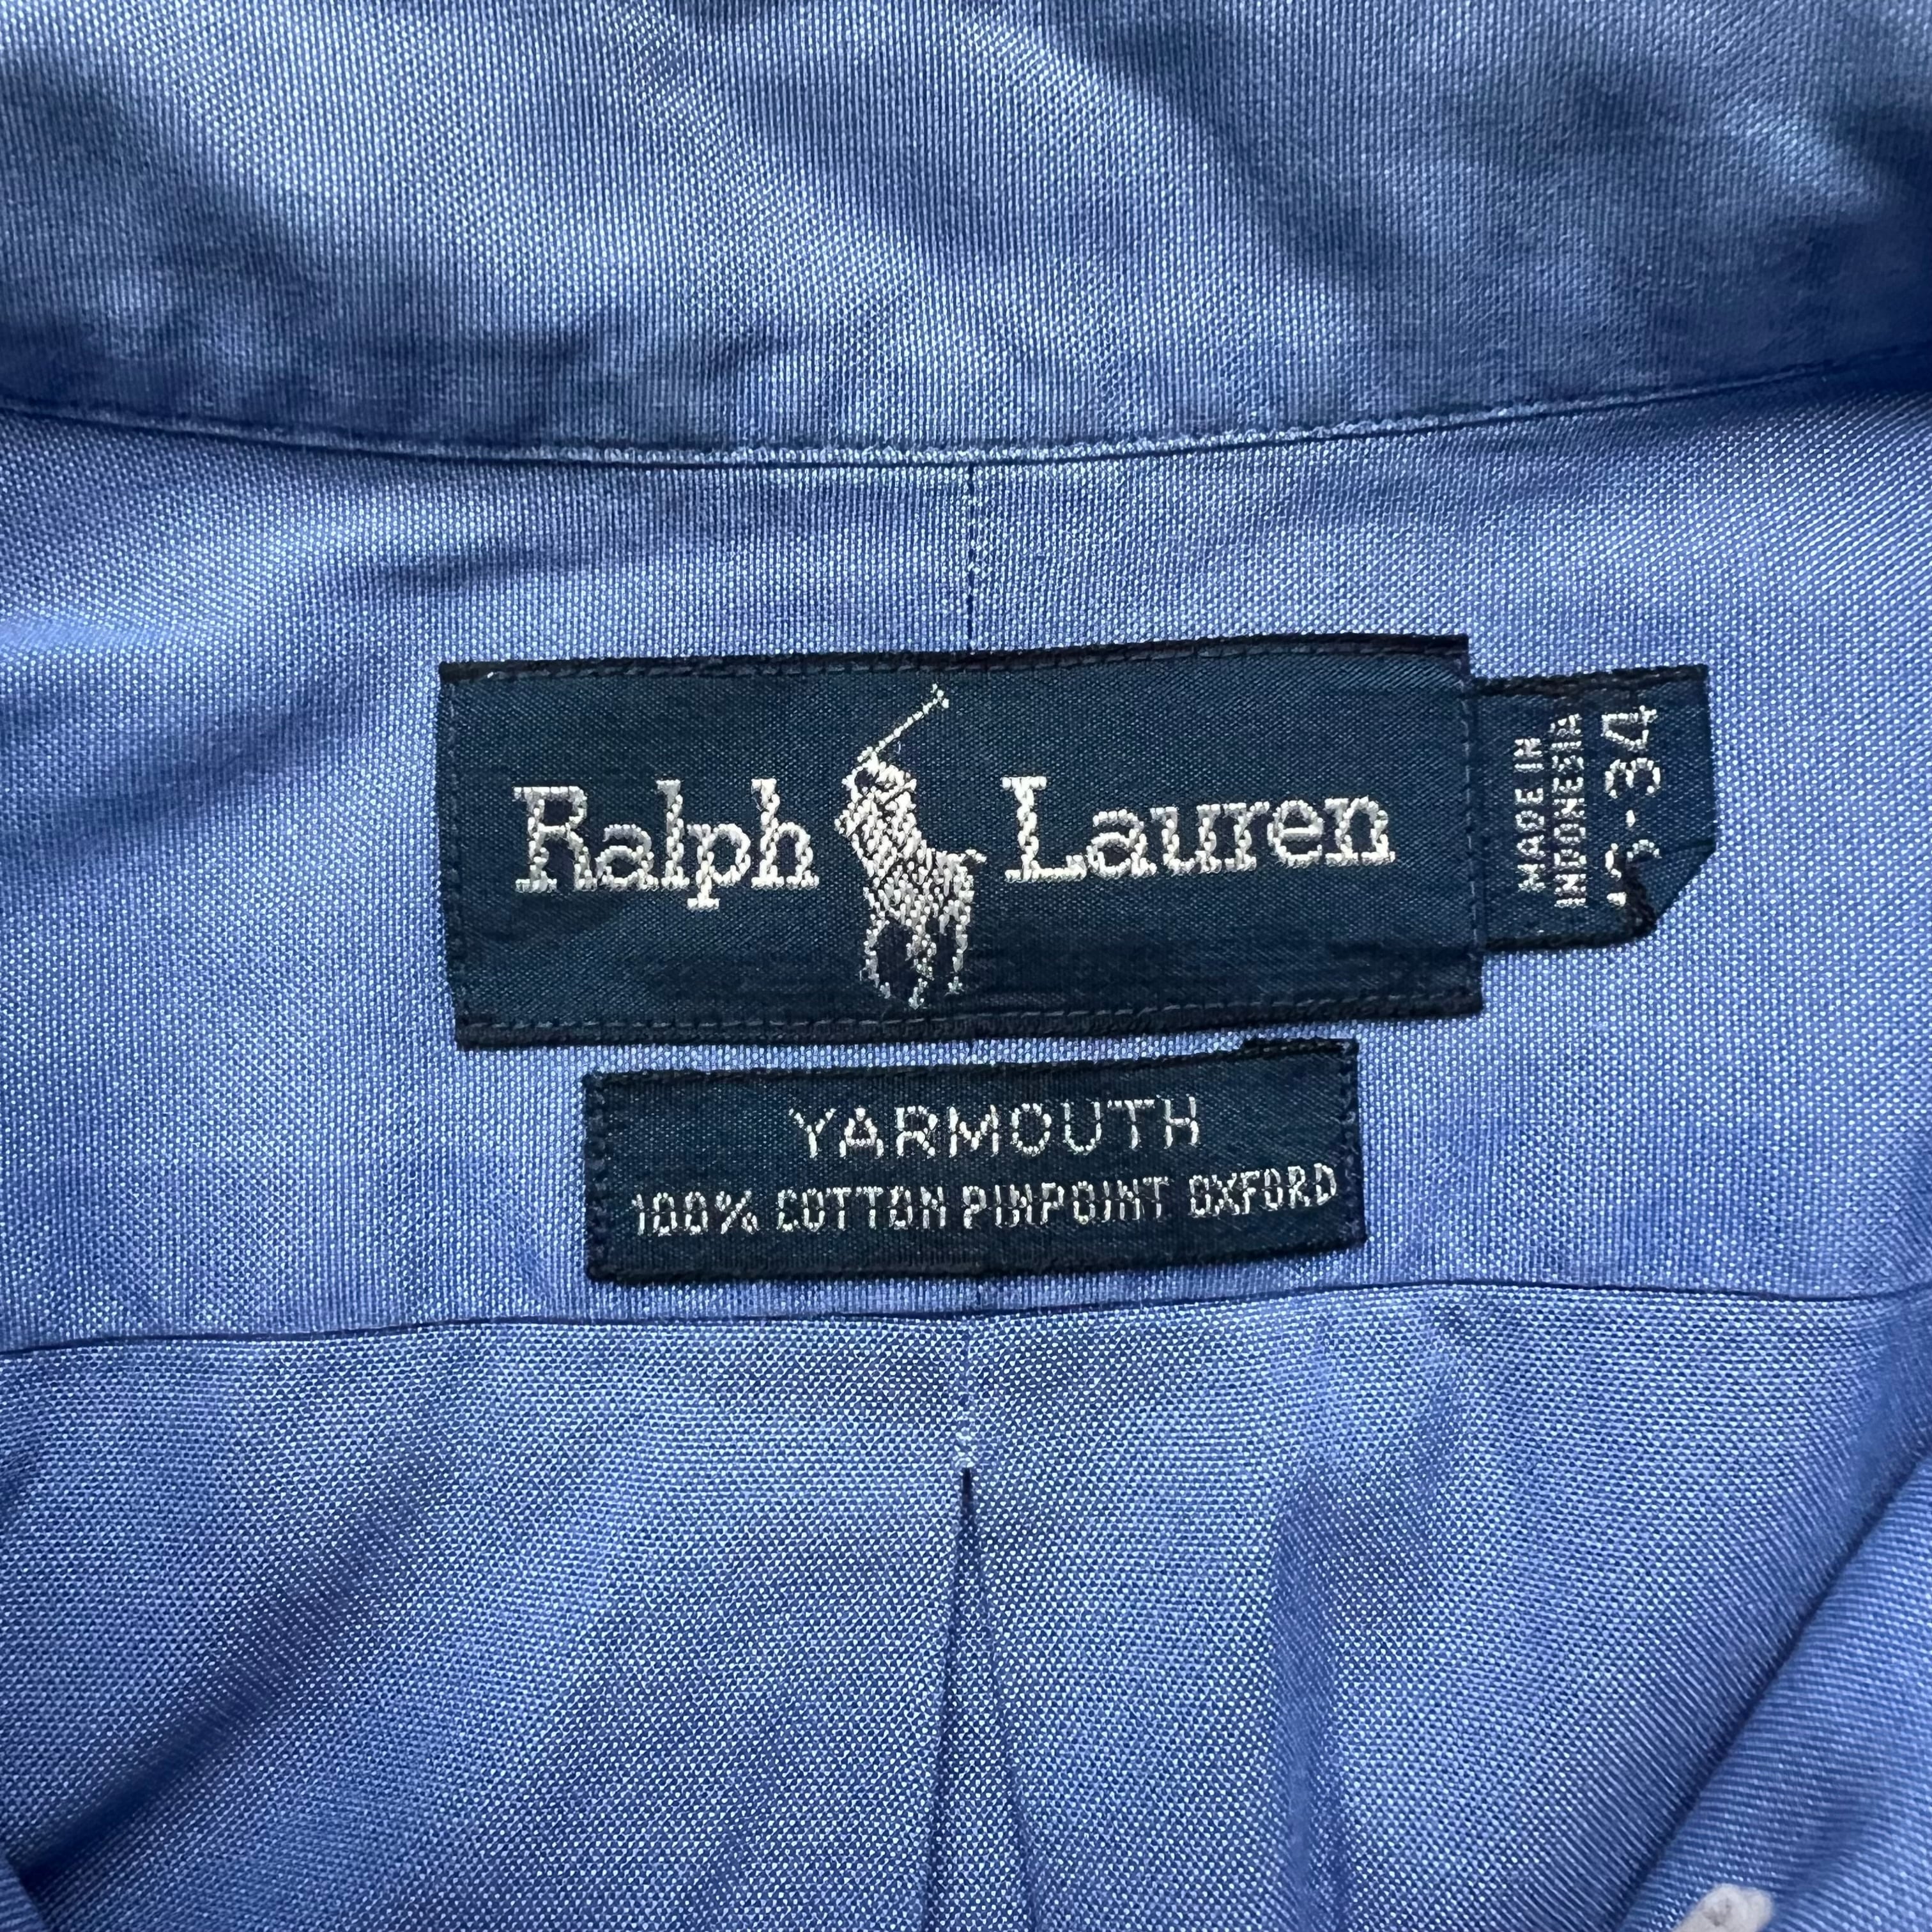 Ralph Lauren
MADE IN
INDONESIA
YARMOUTH
100% COTTON PINPOINT OXFORD